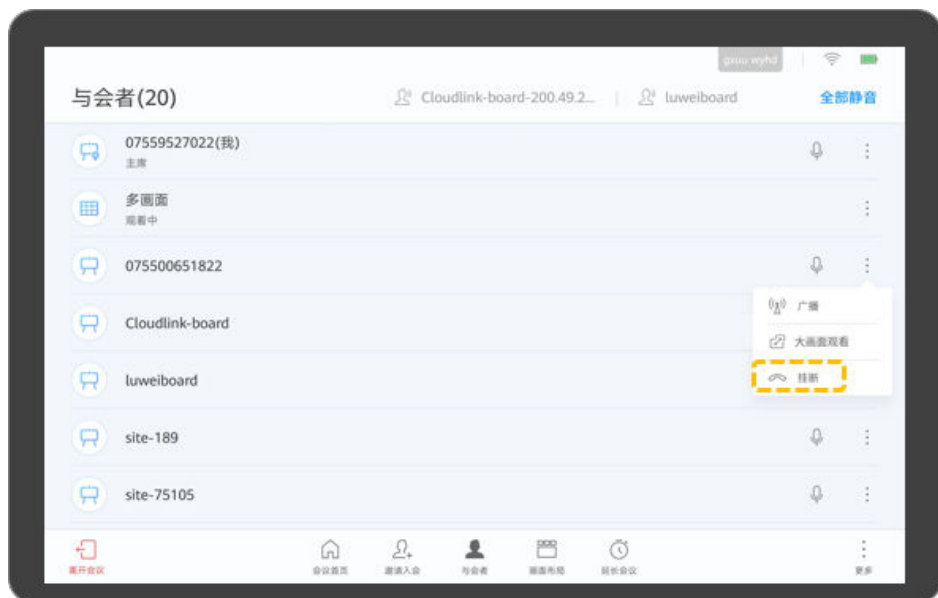 与会者(20)
Cloudlink-board-200.49.2...
luweiboard
全部静音
07559527022(我)
主席
多画面
观看中
075500651822
广播
Cloudlink-board
大画面观看
luweiboard
挂断
site-189
site-75105
离开会议
会议首页
邀请入会
与会者
画面布局
延长会议
更多